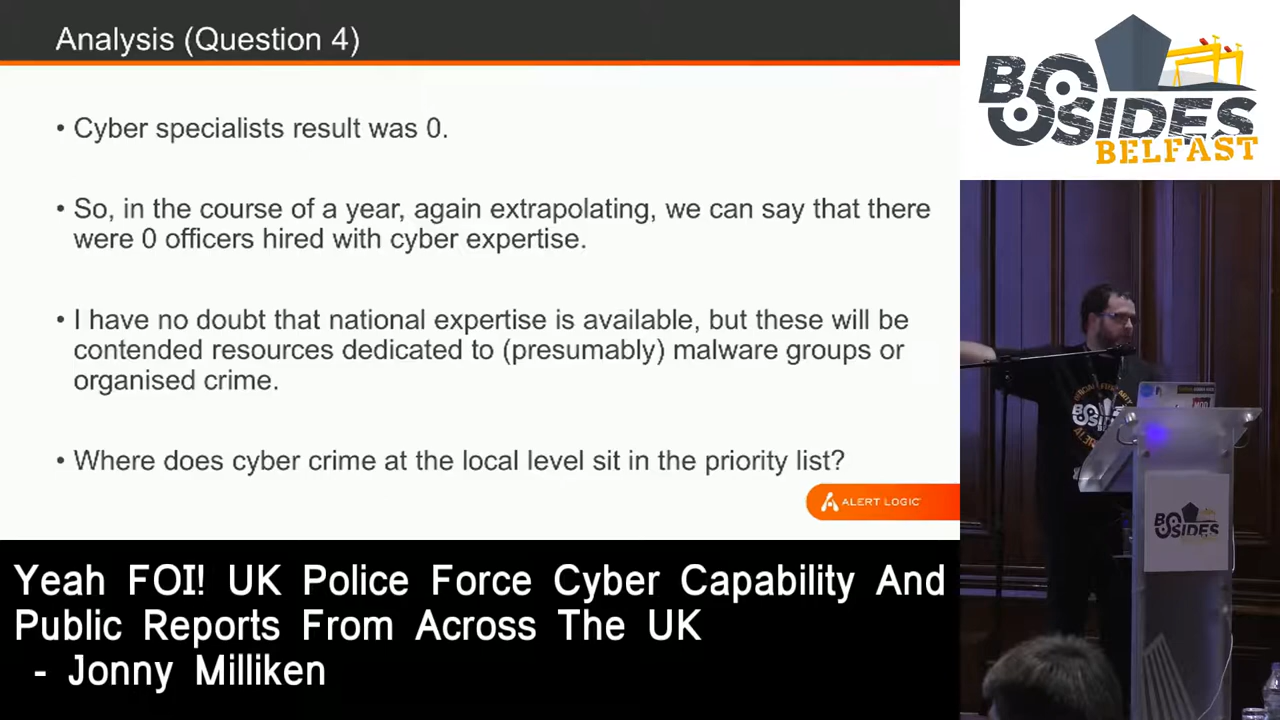 Analysis (Question 4)
• Cyber specialists result was 0.
• So, in the course of a year, again extrapolating, we can say that there
were 0 officers hired with cyber expertise.
• I have no doubt that national expertise is available, but these will be
contended resources dedicated to (presumably) malware groups or
organised crime.
• Where does cyber crime at the local level sit in the priority list?
ALERT LOGIC
Yeah FOI! UK Police Force Cyber Capability And
Public Reports From Across The UK
- Jonny Milliken
BSIDES
BELFAST
BSIDES
BSIDES
BELFAST